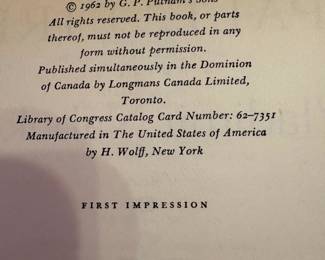 © 1962 by G. P. Putnam's Sons
All rights reserved. This book, or parts
thereof, must not be reproduced in any
form without permission.
Published simultaneously in the Dominion
of Canada by Longmans Canada Limited,
Toronto.
Library of Congress Catalog Card Number: 62-7351
Manufactured in The United States of America
by H. Wolff, New York
FIRST IMPRESSION